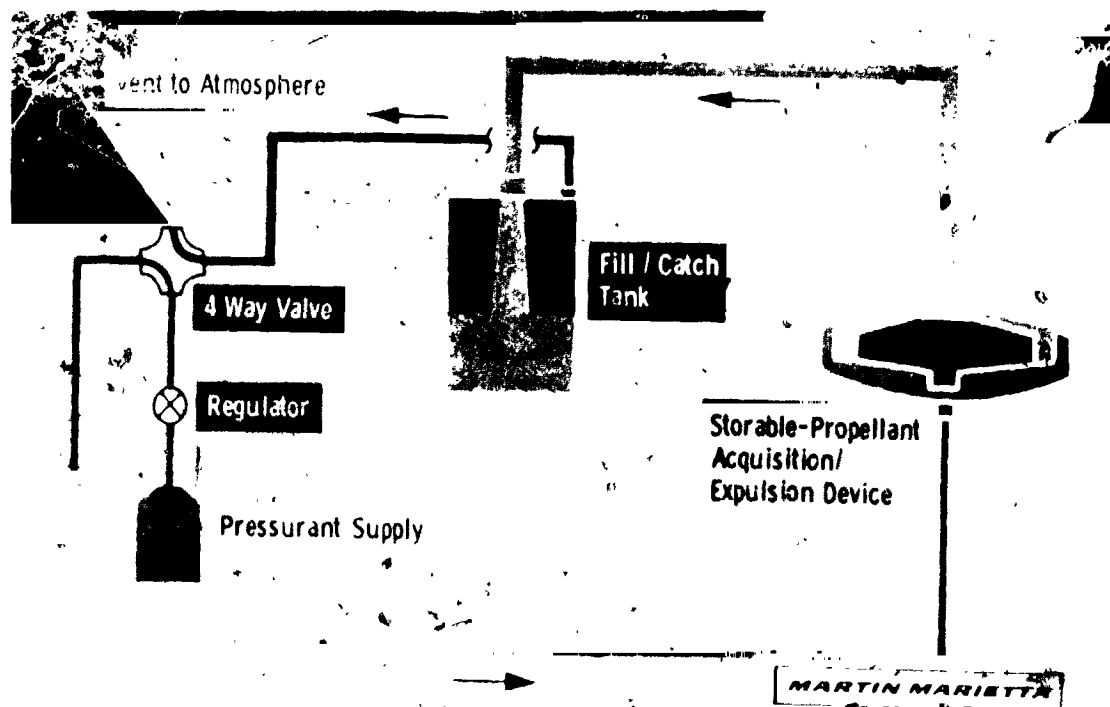 vent to Atmosphere
Fill / Catch
Tank
4 Way Valve
Regulator
Storable-Propellant
Acquisition/
Expulsion Device
Pressurant Supply
MARTIN MARIETTA